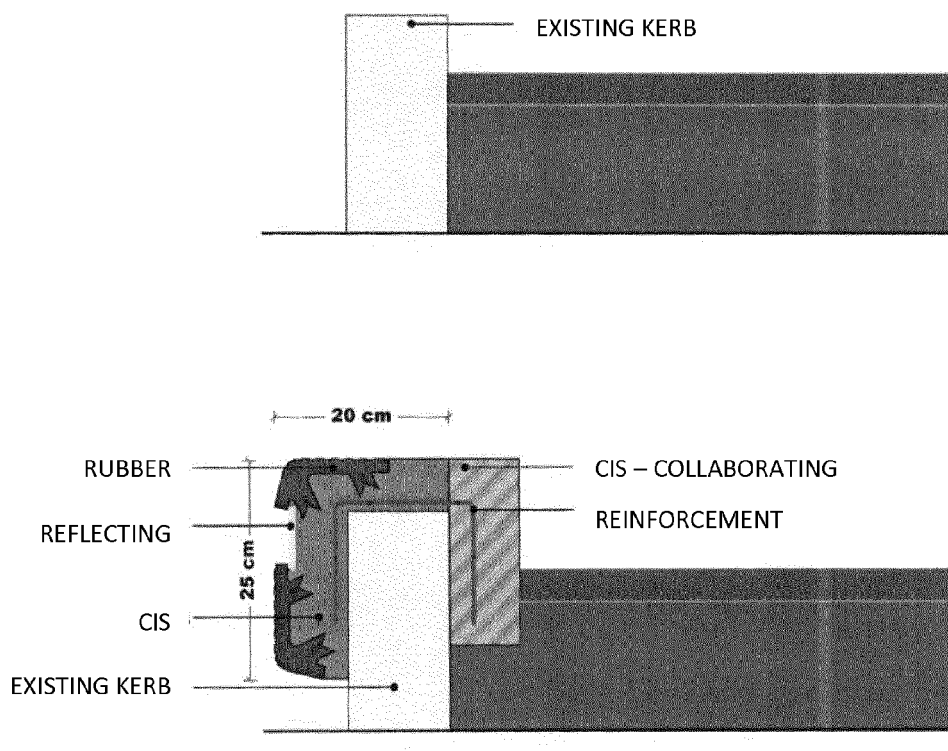 EXISTING KERB
20 cm
RUBBER
CIS – COLLABORATING
REFLECTING
REINFORCEMENT
25 cm
CIS
EXISTING KERB